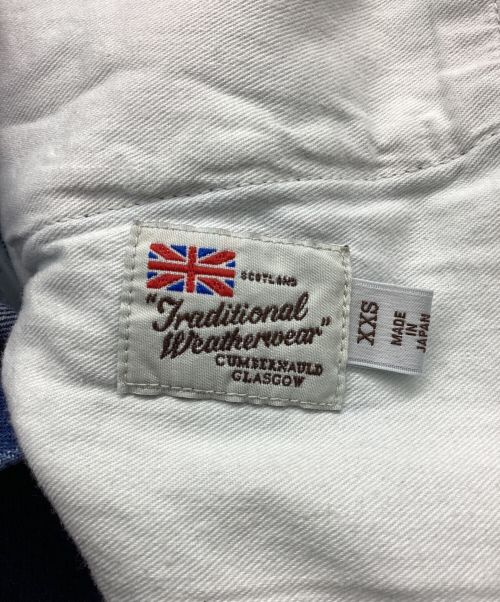 SCOTLAND
"Traditional
Weatherwear"
CUMBERNAULD
GLASGOW
XXS
MADE
IN
JAPAN